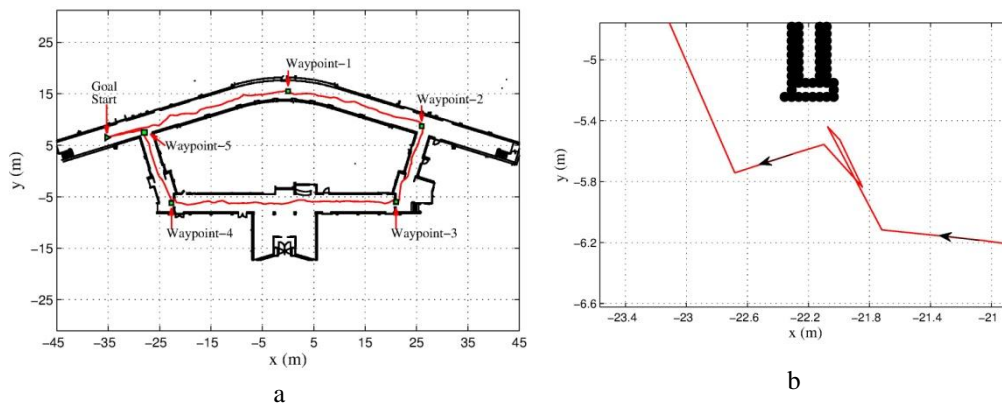 25
15
5
−5
−15
−25
y (m)
−45 −35 −25 −15 −5 5 15 25 35 45
x (m)
Waypoint-1
Goal
Start
Waypoint-2
Waypoint-5
Waypoint-4
Waypoint-3
a
−5
−5.4
−5.8
−6.2
−6.6
y (m)
−23.4 −23 −22.6 −22.2 −21.8 −21.4 −21
x (m)
b